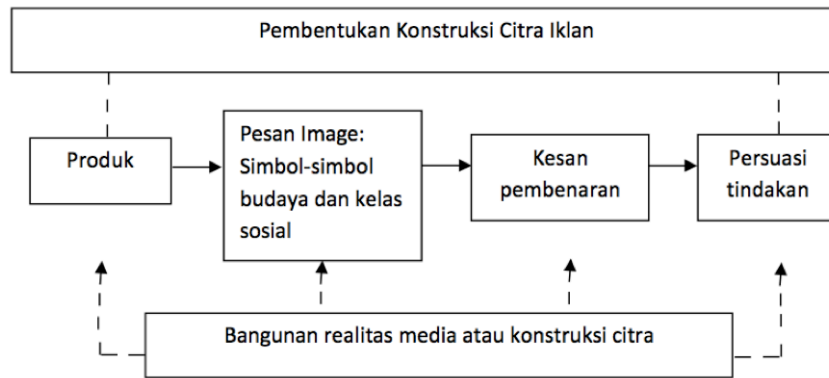 Pembentukan Konstruksi Citra Iklan
Produk
Pesan Image:
Simbol-simbol
budaya dan kelas
sosial
Kesan
pembenaran
Persuasi
tindakan
Bangunan realitas media atau konstruksi citra